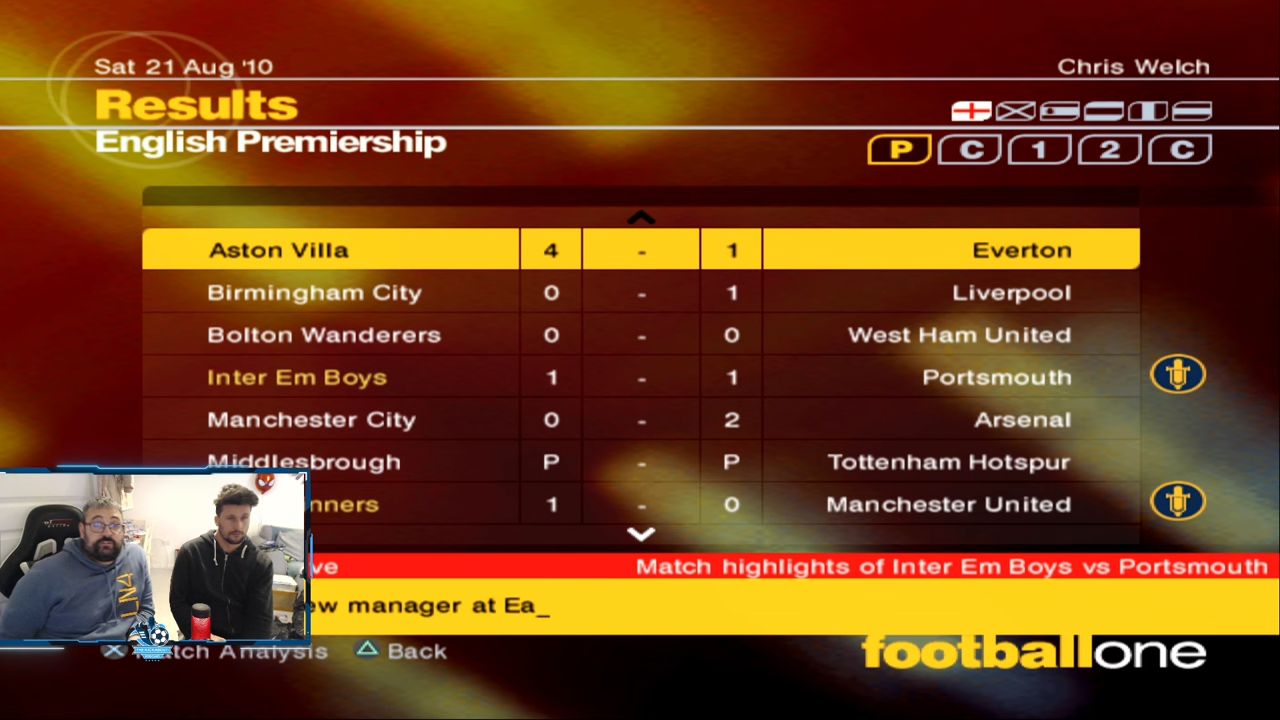 Sat 21 Aug '10
Chris Welch
Results
English Premiership
P C 1 2 C
Aston Villa 4 - 1 Everton
Birmingham City 0 - 1 Liverpool
Bolton Wanderers 0 - 0 West Ham United
Inter Em Boys 1 - 1 Portsmouth
Manchester City 0 - 2 Arsenal
Middlesbrough P - P Tottenham Hotspur
nners 1 - 0 Manchester United
ve Match highlights of Inter Em Boys vs Portsmouth
ew manager at Ea_
tch Analysis Back
footballone